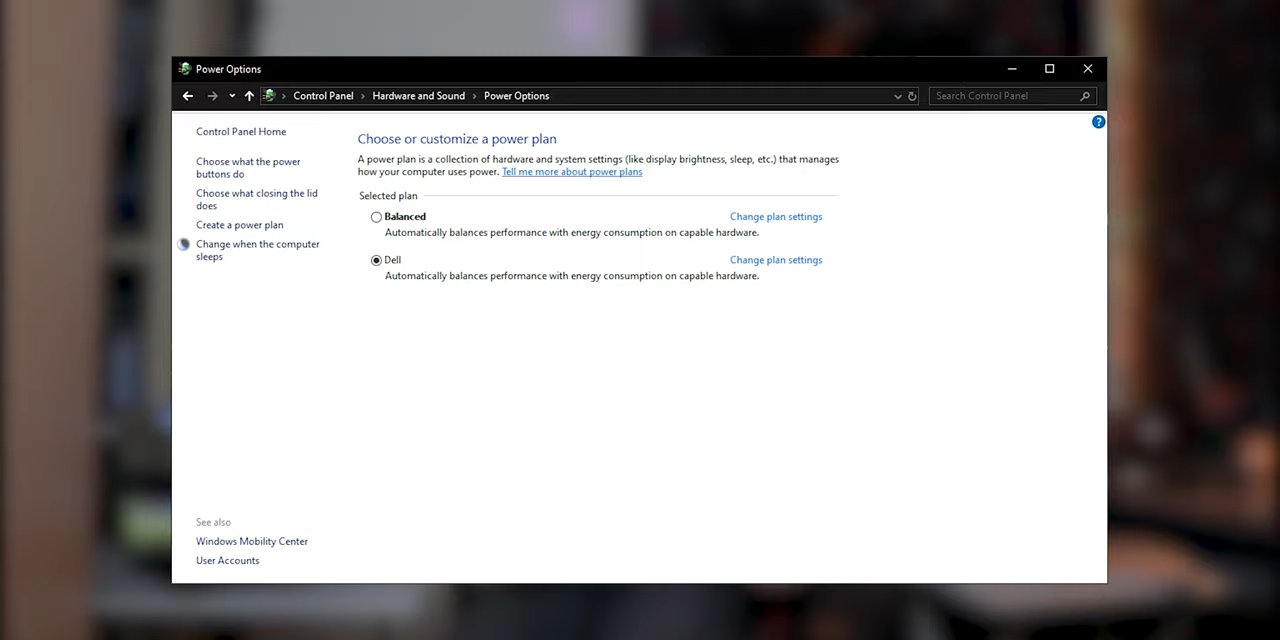 Power Options
Control Panel > Hardware and Sound > Power Options
Search Control Panel
?
Control Panel Home
Choose what the power
buttons do
Choose what closing the lid
does
Create a power plan
Change when the computer
sleeps
Choose or customize a power plan
A power plan is a collection of hardware and system settings (like display brightness, sleep, etc.) that manages
how your computer uses power. Tell me more about power plans
Selected plan
Balanced Change plan settings
Automatically balances performance with energy consumption on capable hardware.
Dell Change plan settings
Automatically balances performance with energy consumption on capable hardware.
See also
Windows Mobility Center
User Accounts